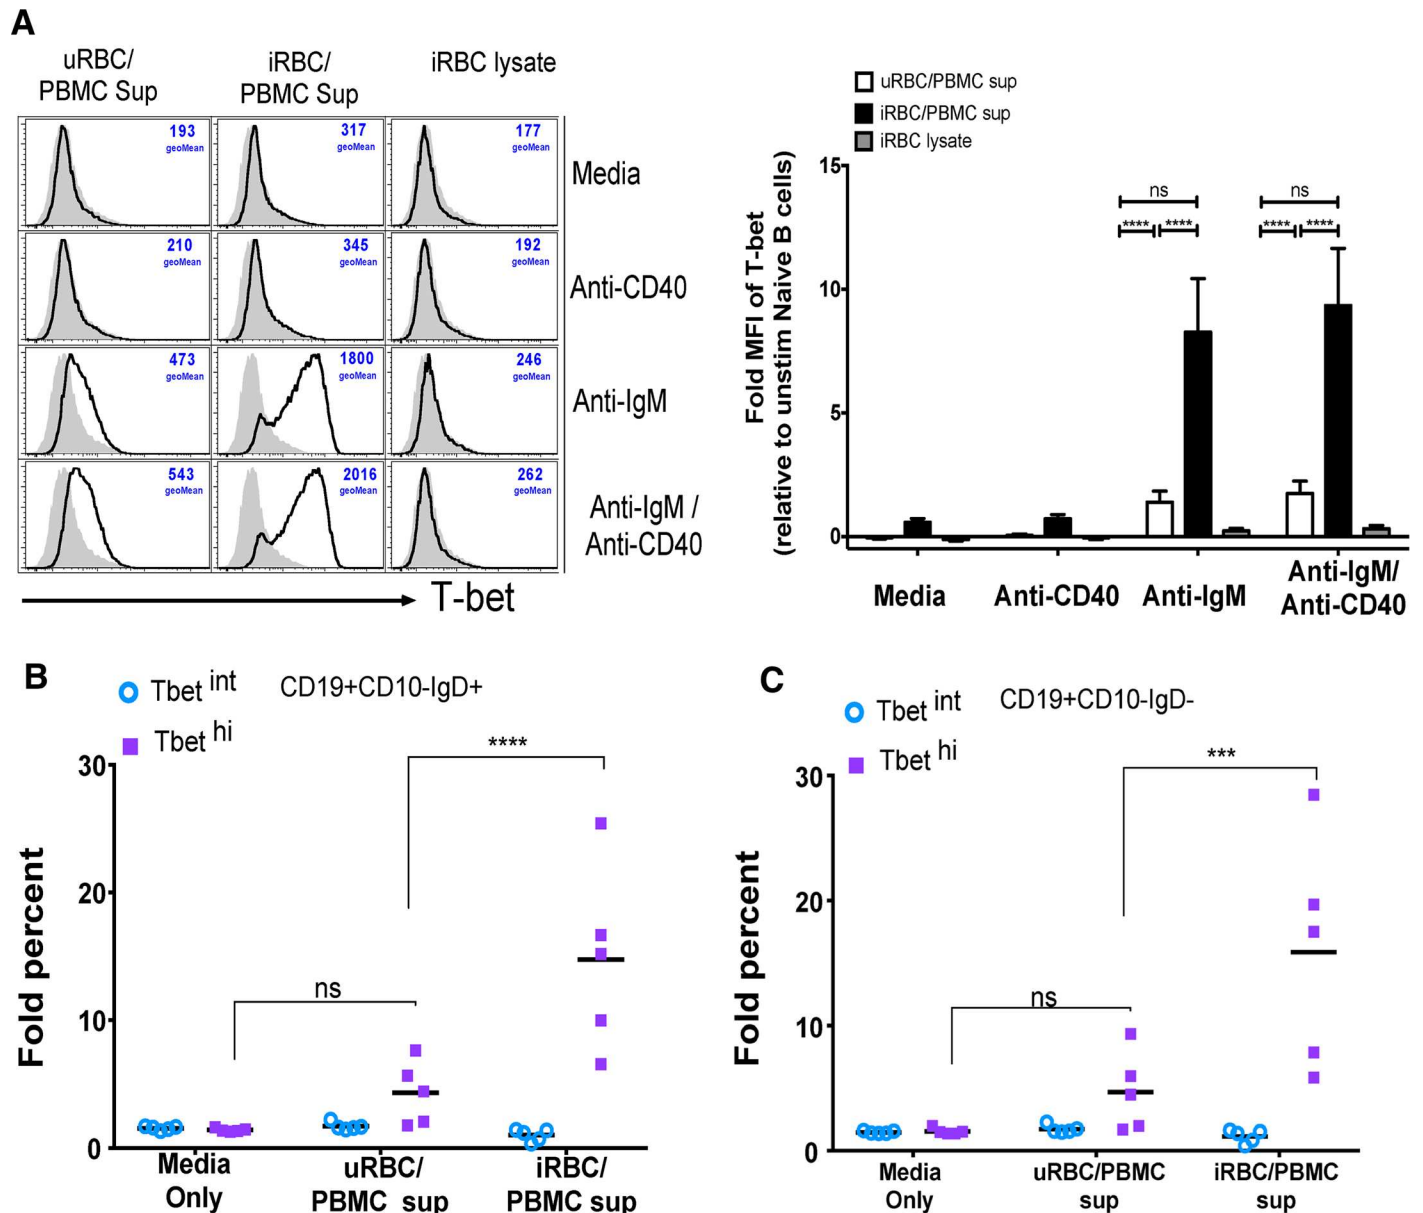 A
uRBC/
PBMC Sup
iRBC/
PBMC Sup
iRBC lysate
193
geoMean
317
geoMean
177
geoMean
Media
210
geoMean
345
geoMean
192
geoMean
Anti-CD40
473
geoMean
1800
geoMean
246
geoMean
Anti-IgM
543
geoMean
2016
geoMean
262
geoMean
Anti-IgM /
Anti-CD40
T-bet
uRBC/PBMC sup
iRBC/PBMC sup
iRBC lysate
Fold MFI of T-bet
(relative to unstim Naive B cells)
15
10
5
0
ns
**** ****
ns
**** ****
Media
Anti-CD40
Anti-IgM
Anti-IgM/
Anti-CD40
B
Tbet int
Tbet hi
CD19+CD10-IgD+
Fold percent
30
20
10
0
ns
****
Media
Only
uRBC/
PBMC sup
iRBC/
PBMC sup
C
Tbet int
Tbet hi
CD19+CD10-IgD-
Fold percent
30
20
10
0
ns
***
Media
Only
uRBC/PBMC
sup
iRBC/PBMC
sup